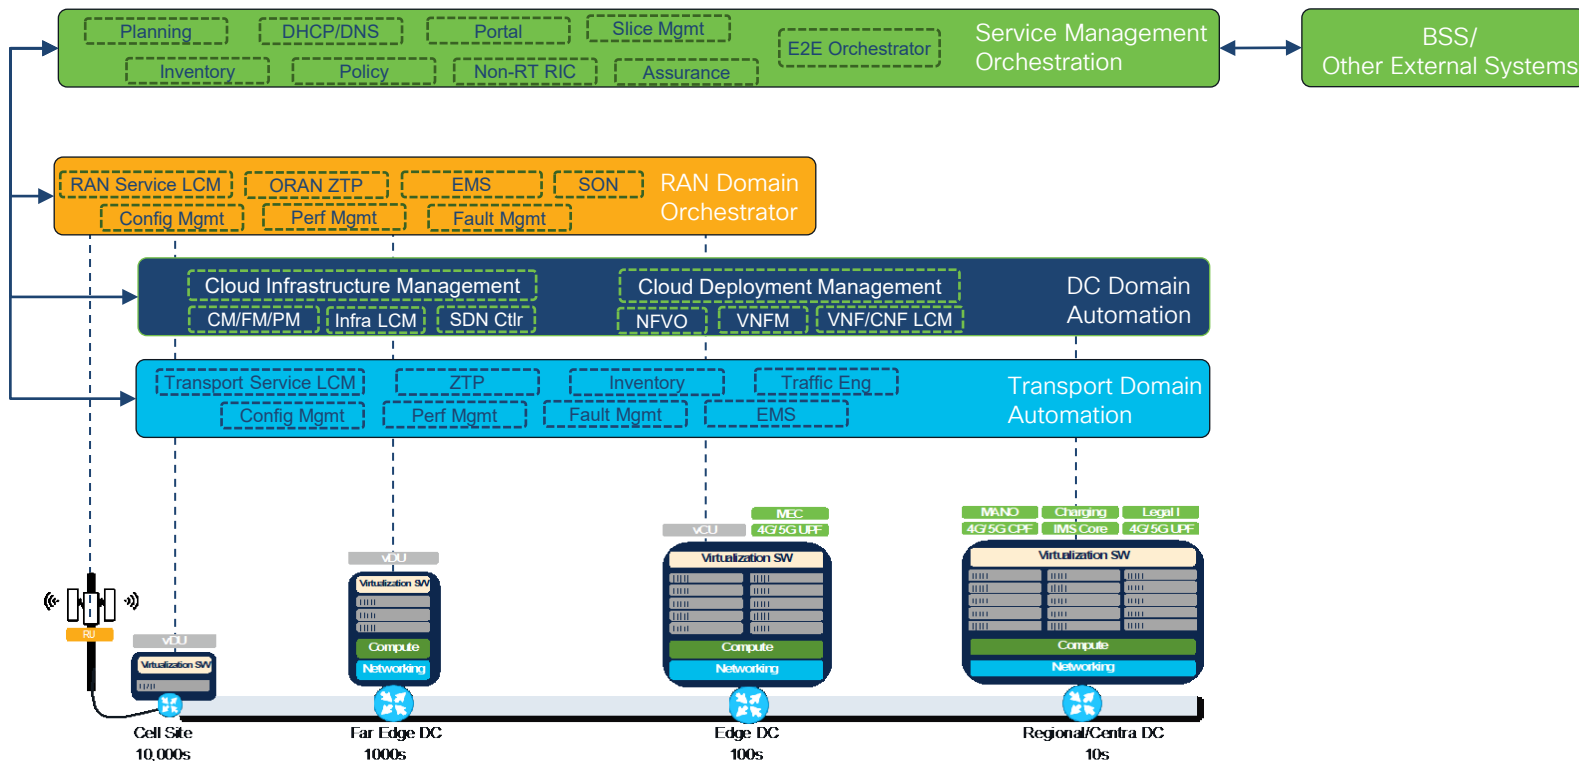 Planning
DHCP/DNS
Portal
Slice Mgmt
E2E Orchestrator
Inventory
Policy
Non-RT RIC
Assurance
Service Management
Orchestration
BSS/
Other External Systems
RAN Service LCM
ORAN ZTP
EMS
SON
Config Mgmt
Perf Mgmt
Fault Mgmt
RAN Domain
Orchestrator
Cloud Infrastructure Management
CM/FM/PM
Infra LCM
SDN Ctlr
Cloud Deployment Management
NFVO
VNFM
VNF/CNF LCM
DC Domain
Automation
Transport Service LCM
ZTP
Inventory
Traffic Eng
Config Mgmt
Perf Mgmt
Fault Mgmt
EMS
Transport Domain
Automation
RU
vDU
Virtualization SW
Cell Site
10,000s
vDU
Virtualization SW
Compute
Networking
Far Edge DC
1000s
vCU
MEC
4G/5G UPF
Virtualization SW
Compute
Networking
Edge DC
100s
MANO
Charging
Legal I
4G/5G CPF
IMS Core
4G/5G UPF
Virtualization SW
Compute
Networking
Regional/Centra DC
10s